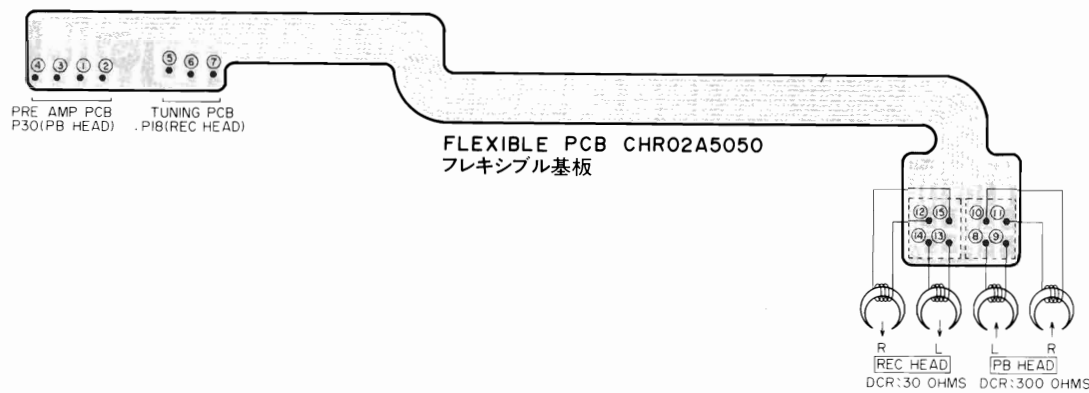 ④ ③ ① ② ⑤ ⑥ ⑦
PRE AMP PCB
P30(PB HEAD)
TUNING PCB
.P18(REC HEAD)
FLEXIBLE PCB CHR02A5050
フレキシブル基板
⑫ ⑮ ⑩ ⑪
⑭ ⑬ ⑧ ⑨
R L L R
REC HEAD PB HEAD
DCR:30 OHMS DCR:300 OHMS